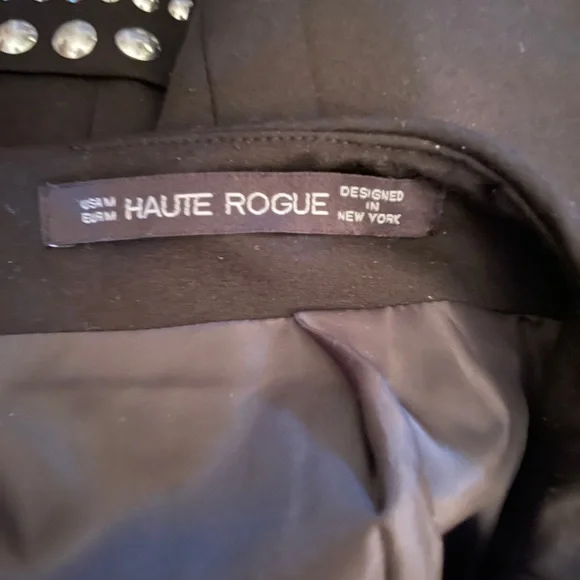 USA M
EUR M
HAUTE ROGUE
DESIGNED
IN
NEW YORK